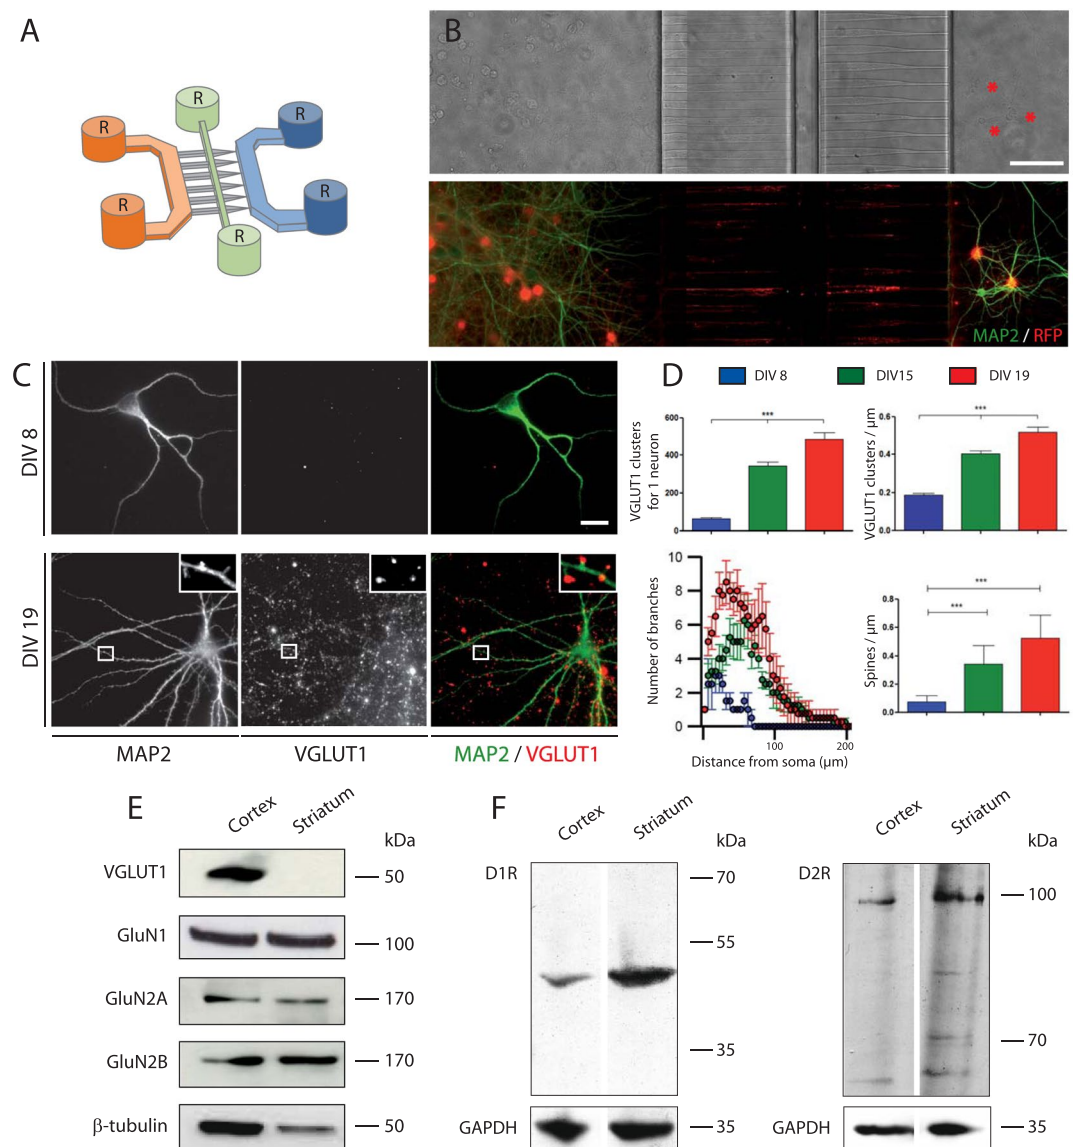 A
R
R
R
R
R
R
B
* * *
MAP2 / RFP
C
DIV 8
DIV 19
MAP2
VGLUT1
MAP2 / VGLUT1
D
DIV 8
DIV15
DIV 19
VGLUT1 clusters
for 1 neuron
600
400
200
0
***
VGLUT1 clusters / µm
0.6
0.4
0.2
0.0
***
Number of branches
10
8
6
4
2
0
100
200
Distance from soma (µm)
Spines / µm
0.8
0.6
0.4
0.2
0.0
***
***
E
Cortex
Striatum
kDa
VGLUT1
50
GluN1
100
GluN2A
170
GluN2B
170
β-tubulin
50
F
Cortex
Striatum
kDa
D1R
70
55
35
GAPDH
35
Cortex
Striatum
kDa
D2R
100
70
GAPDH
35